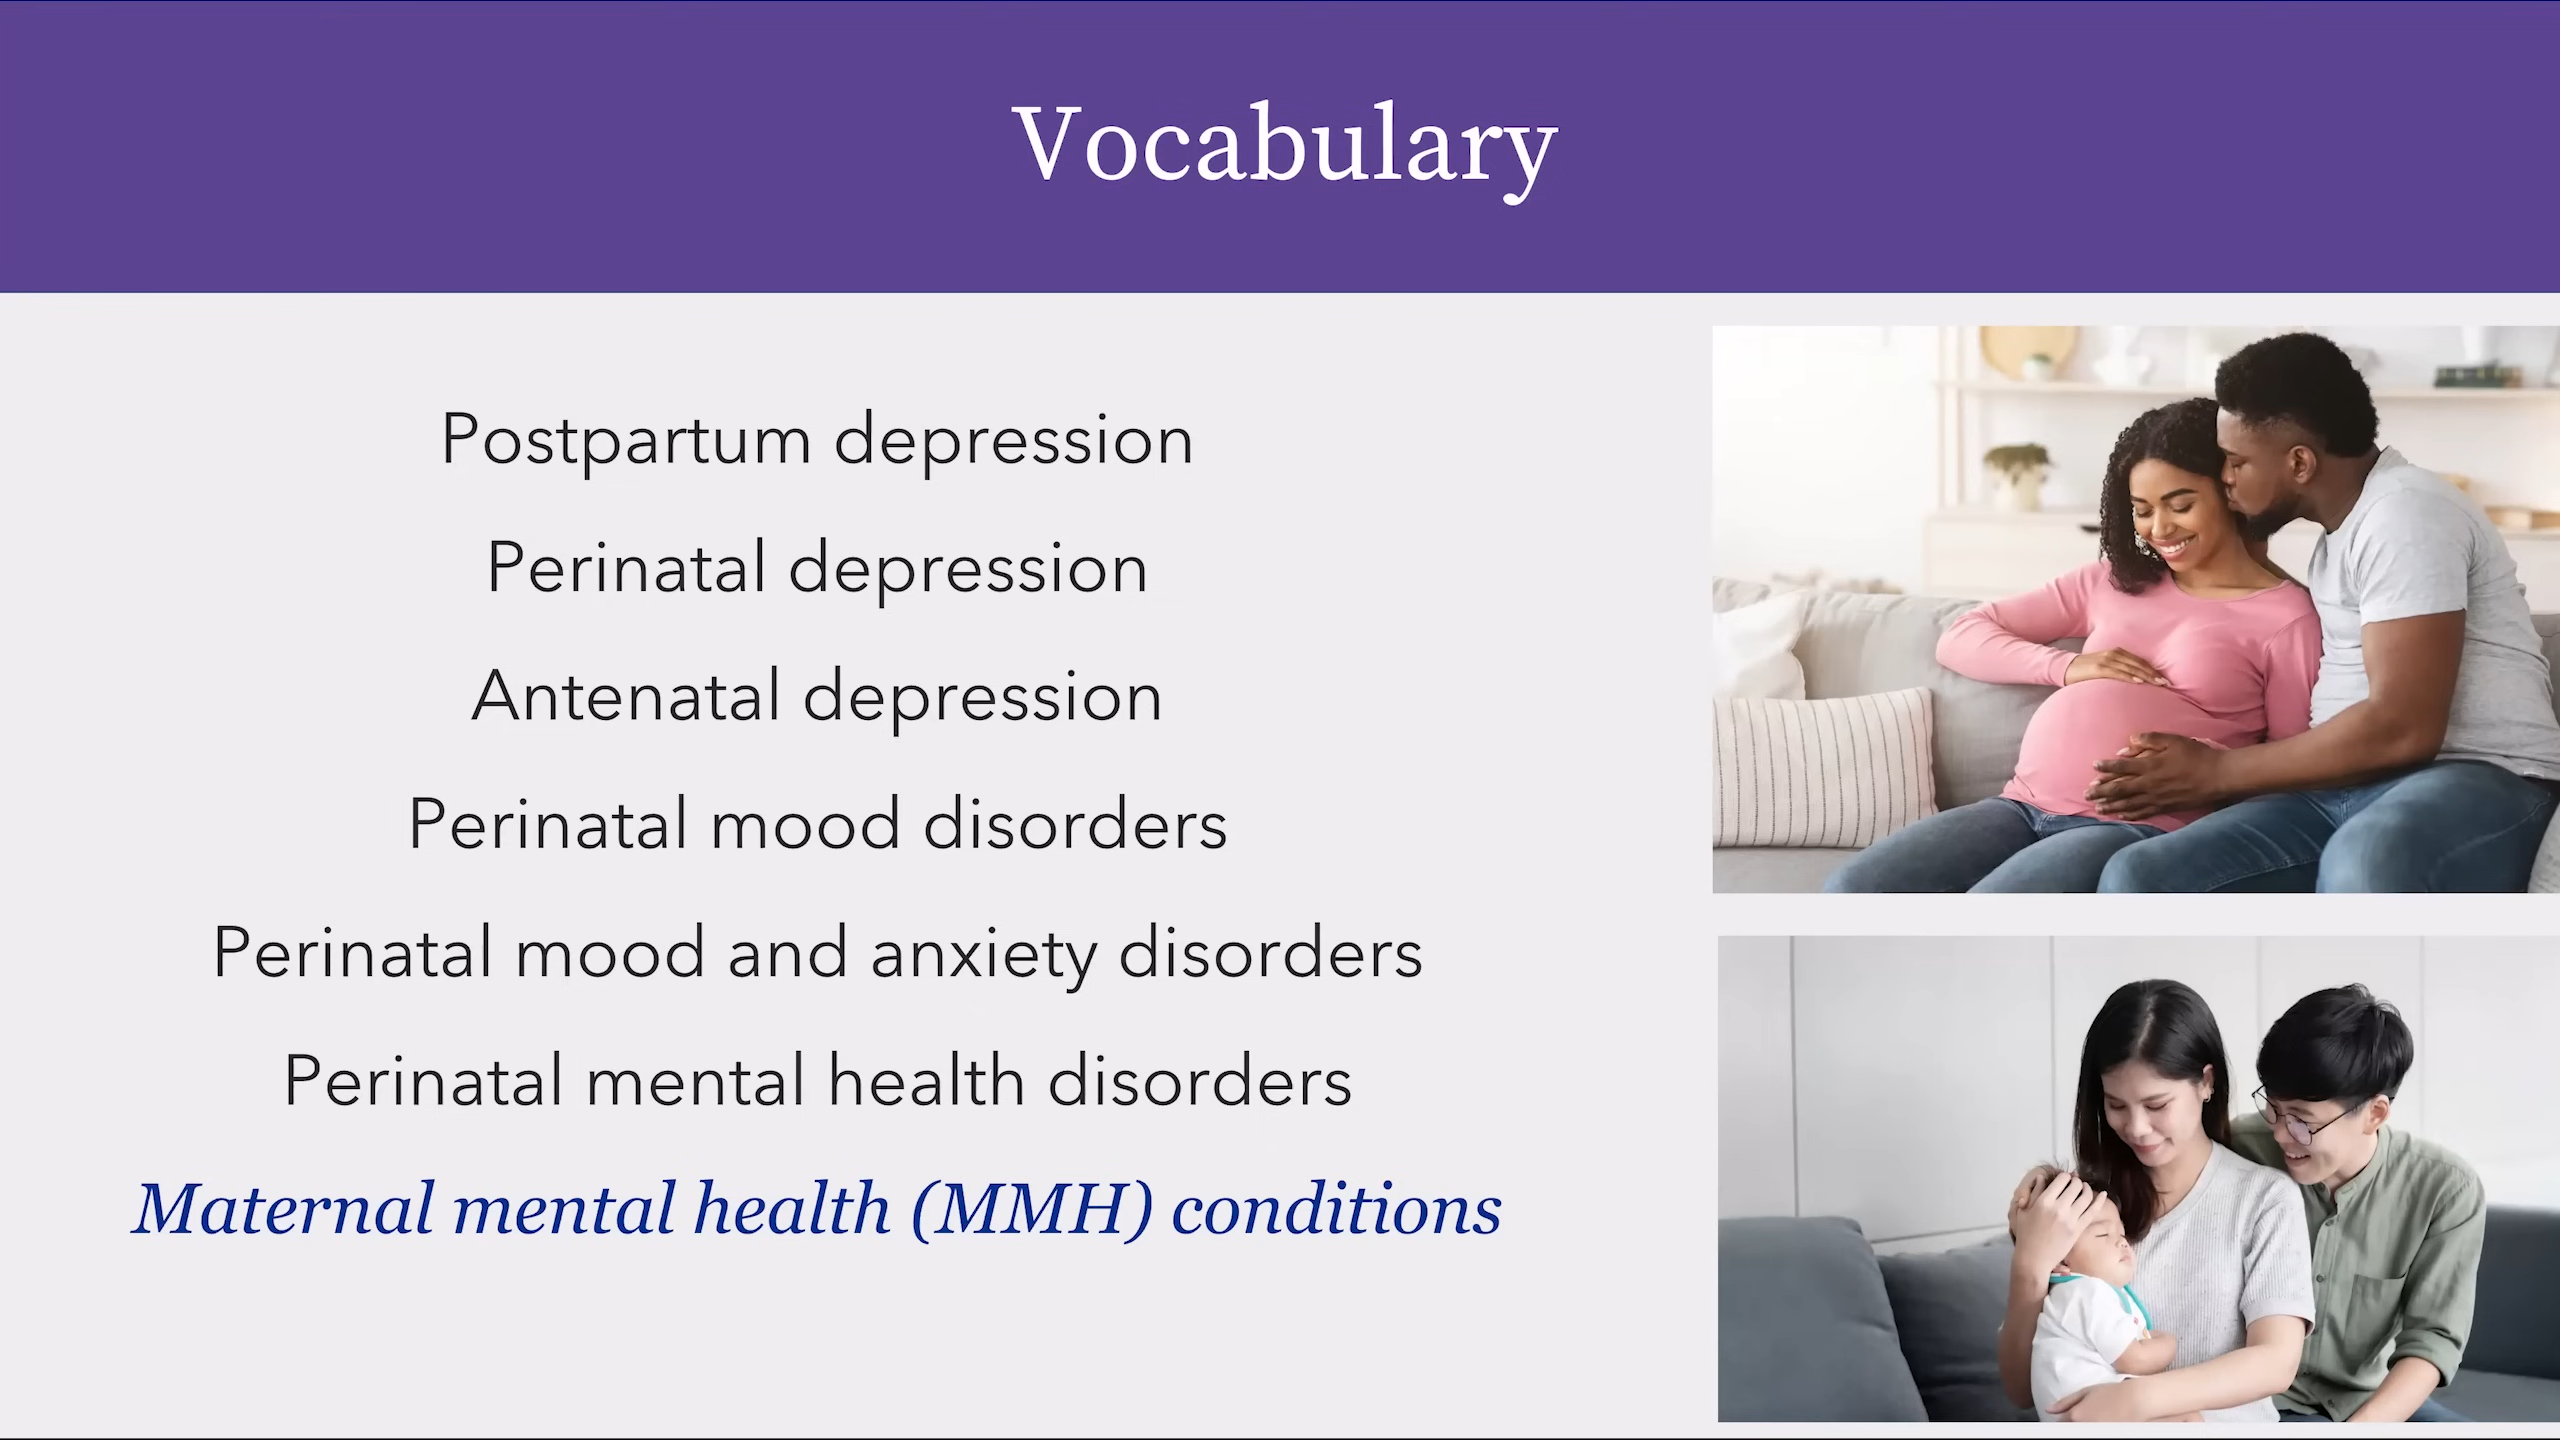 Vocabulary
Postpartum depression
Perinatal depression
Antenatal depression
Perinatal mood disorders
Perinatal mood and anxiety disorders
Perinatal mental health disorders
Maternal mental health (MMH) conditions